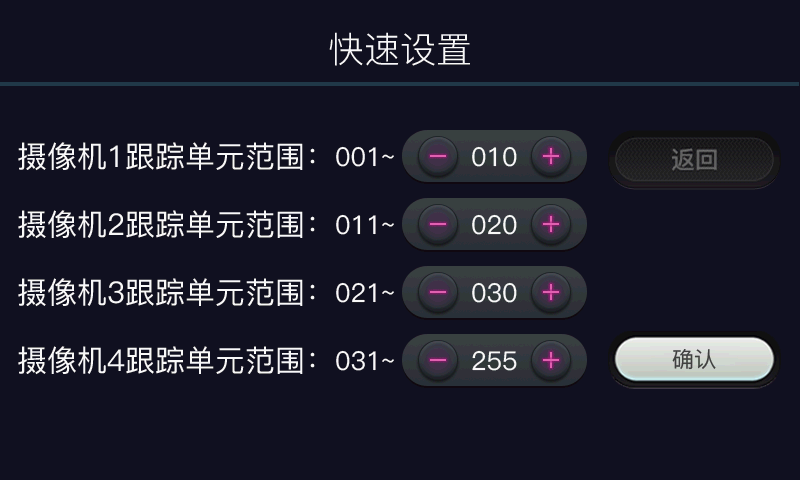 快速设置
摄像机1跟踪单元范围：001~ － 010 ＋ 返回
摄像机2跟踪单元范围：011~ － 020 ＋
摄像机3跟踪单元范围：021~ － 030 ＋
摄像机4跟踪单元范围：031~ － 255 ＋ 确认